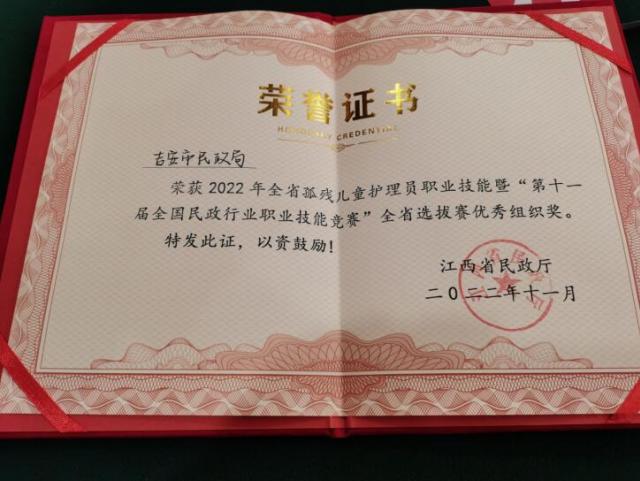 荣誉证书
HONORARY CREDENTIAL
吉安市民政局
荣获2022年全省孤残儿童护理员职业技能暨“第十一
届全国民政行业职业技能竞赛”全省选拔赛优秀组织奖。
特发此证，以资鼓励！
江西省民政厅
二〇二二年十一月